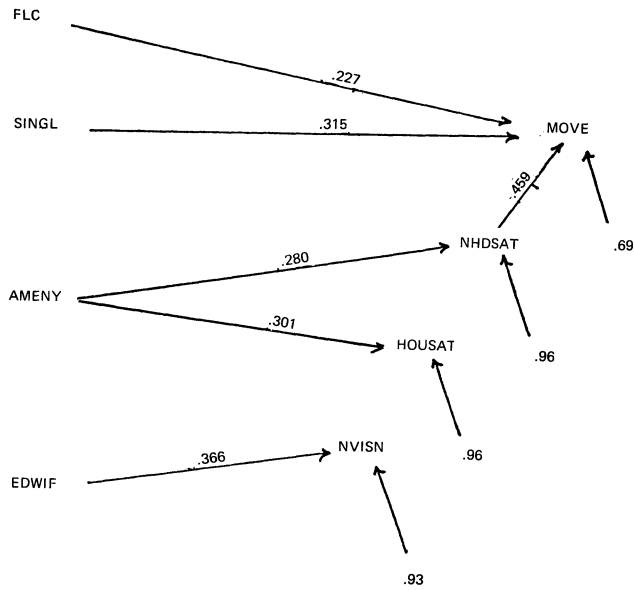 FLC
.227
SINGL
.315
MOVE
.459
NHDSAT
.69
.280
AMENY
.301
HOUSAT
.96
NVISN
.96
.366
EDWIF
.93